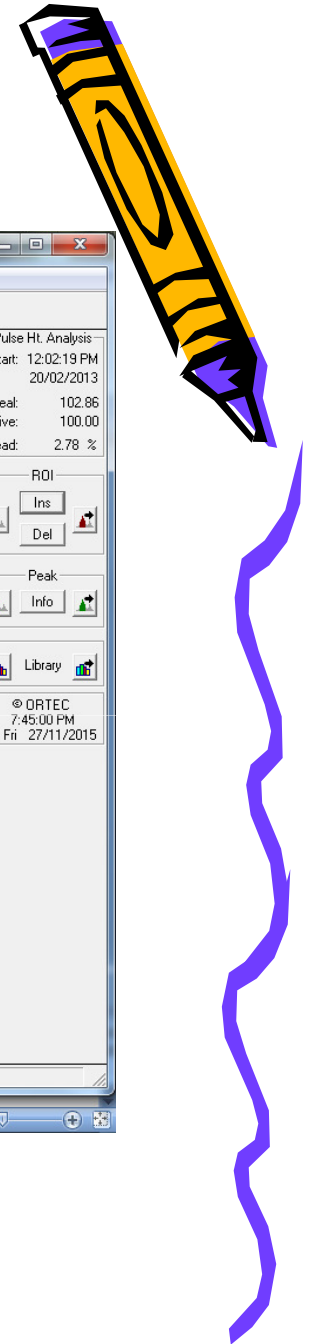 Pulse Ht. Analysis
12:02:19 PM
20/02/2013
102.86
100.00
2.78 %
ROI
Ins
Del
Peak
Info
Library
© ORTEC
7:45:00 PM
Fri 27/11/2015